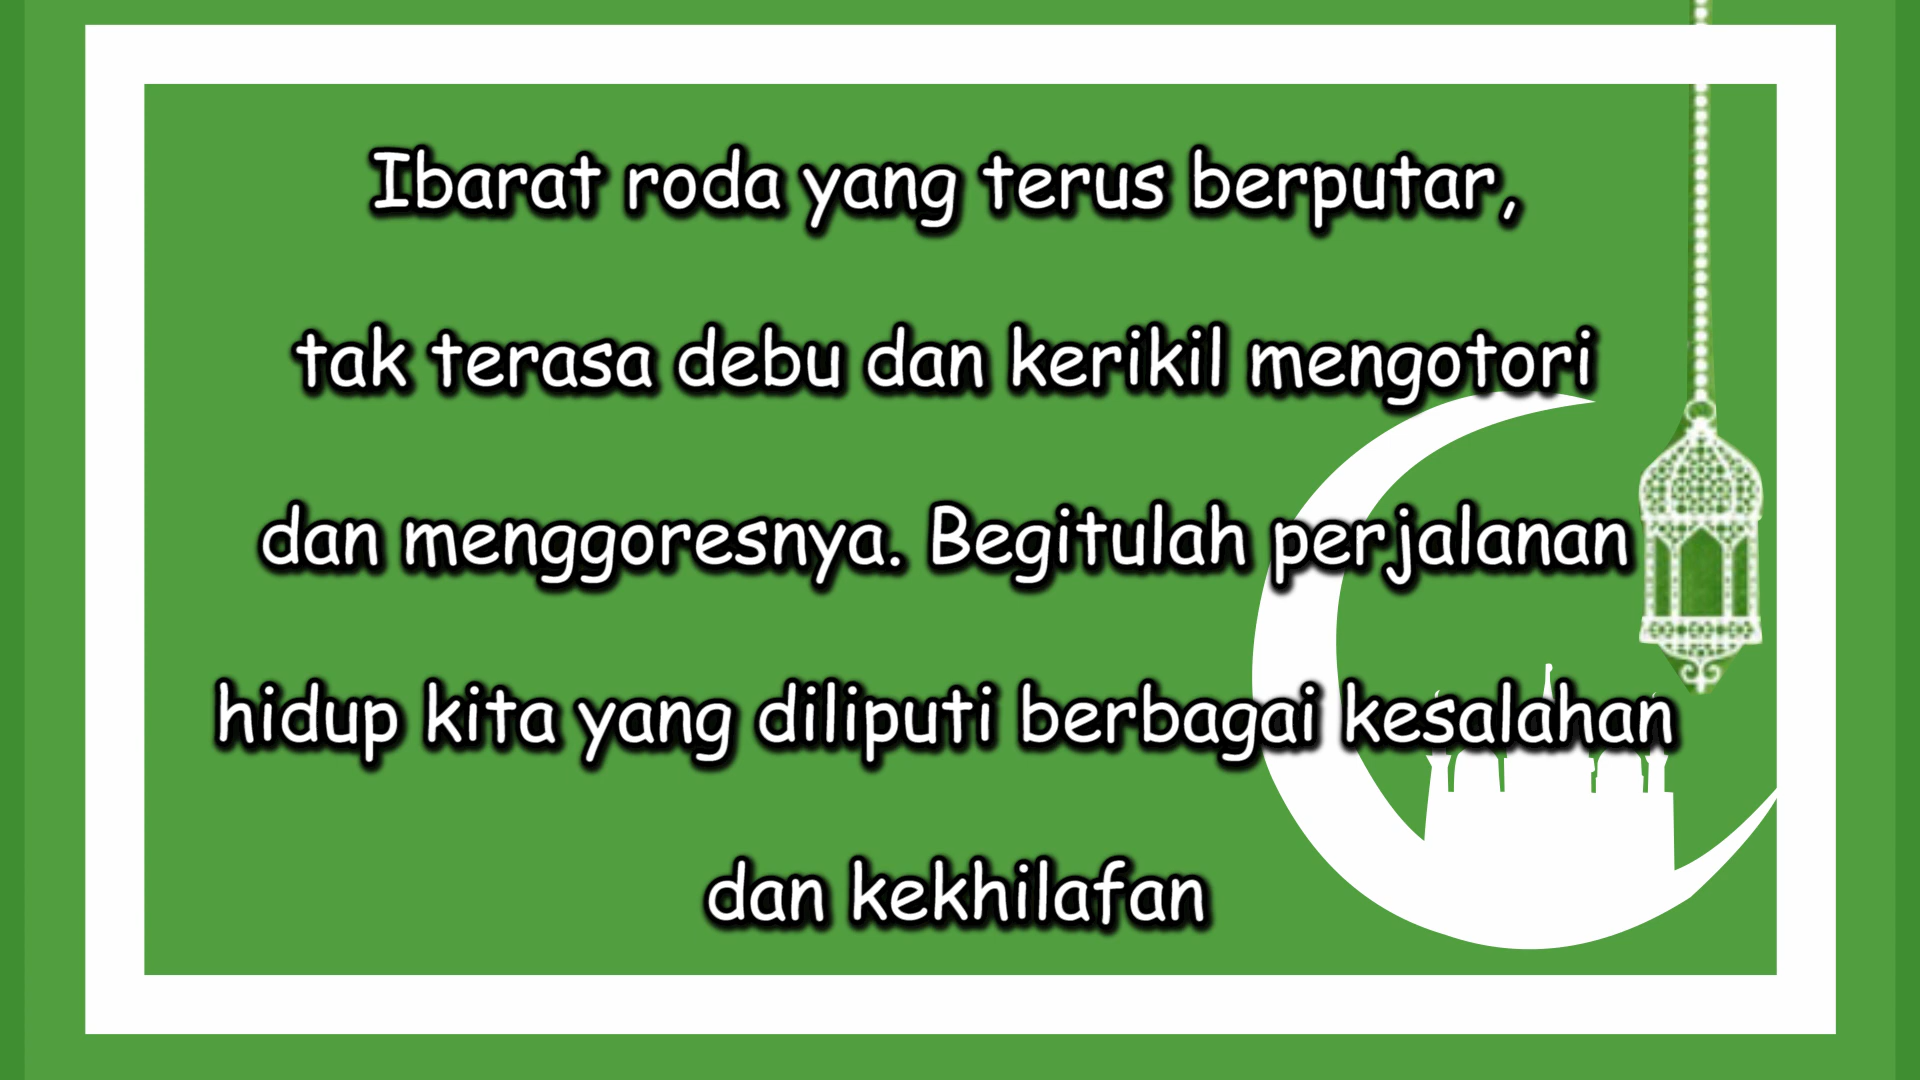 Ibarat roda yang terus berputar,
tak terasa debu dan kerikil mengotori
dan menggoresnya. Begitulah perjalanan
hidup kita yang diliputi berbagai kesalahan
dan kekhilafan